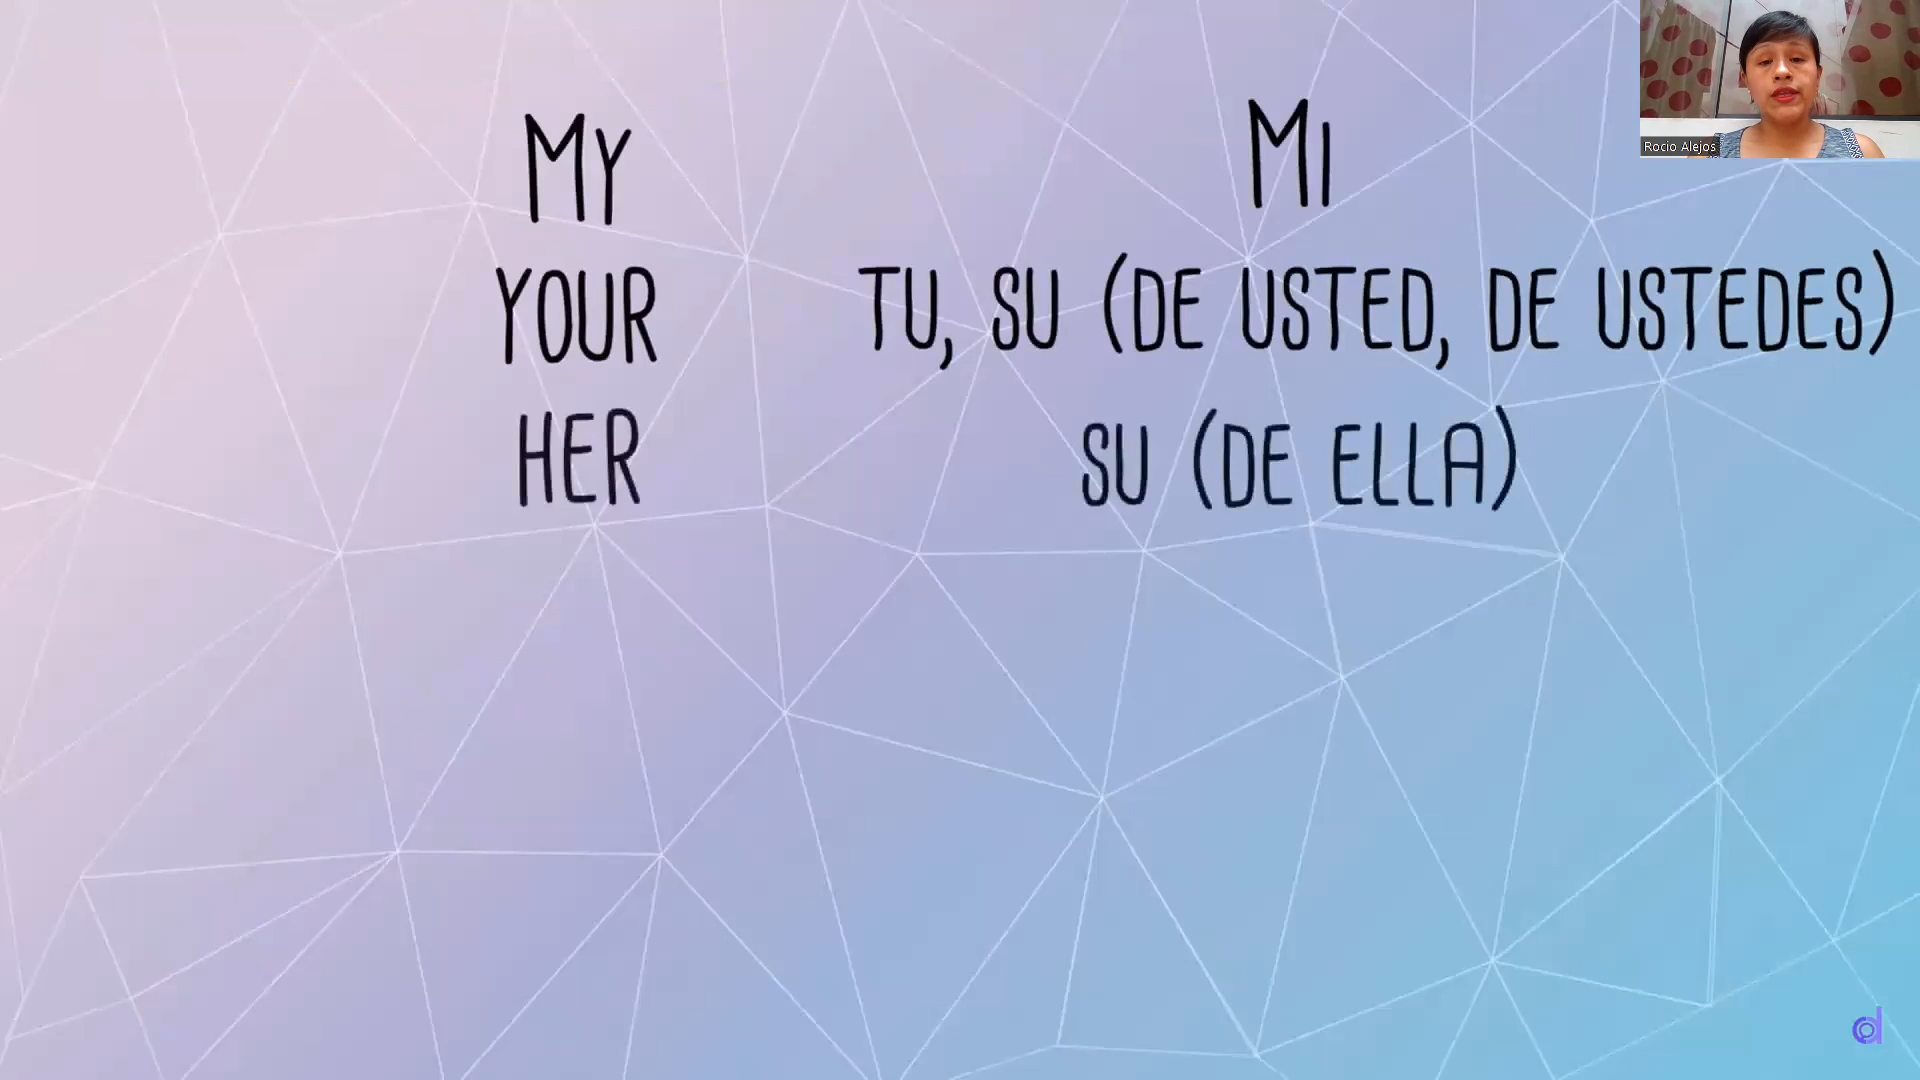 MY
MI
Rocio Alejos
YOUR
TU, SU (DE USTED, DE USTEDES)
HER
SU (DE ELLA)